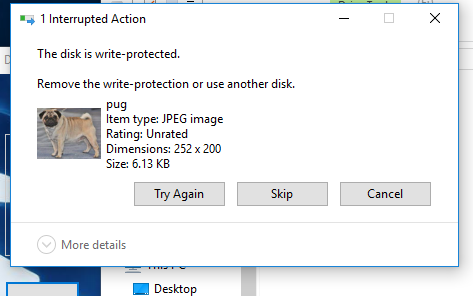 1 Interrupted Action
The disk is write-protected.
Remove the write-protection or use another disk.
pug
Item type: JPEG image
Rating: Unrated
Dimensions: 252 x 200
Size: 6.13 KB
Try Again
Skip
Cancel
More details
This PC
Desktop